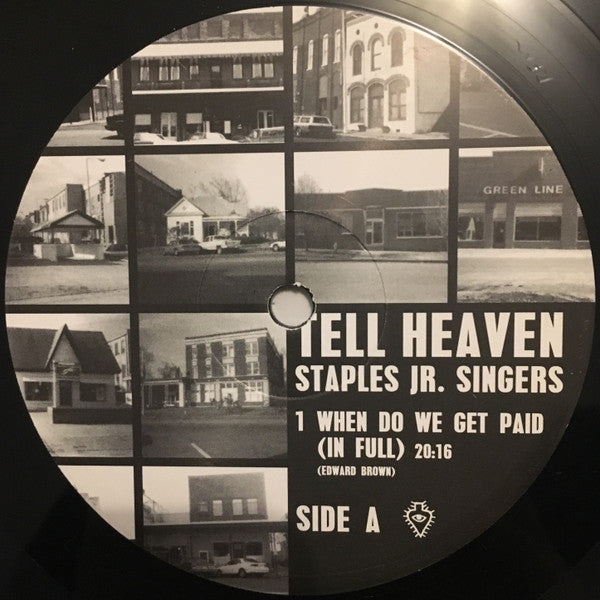 GREEN LINE
TELL HEAVEN
STAPLES JR. SINGERS
1 WHEN DO WE GET PAID
(IN FULL) 20:16
(EDWARD BROWN)
SIDE A